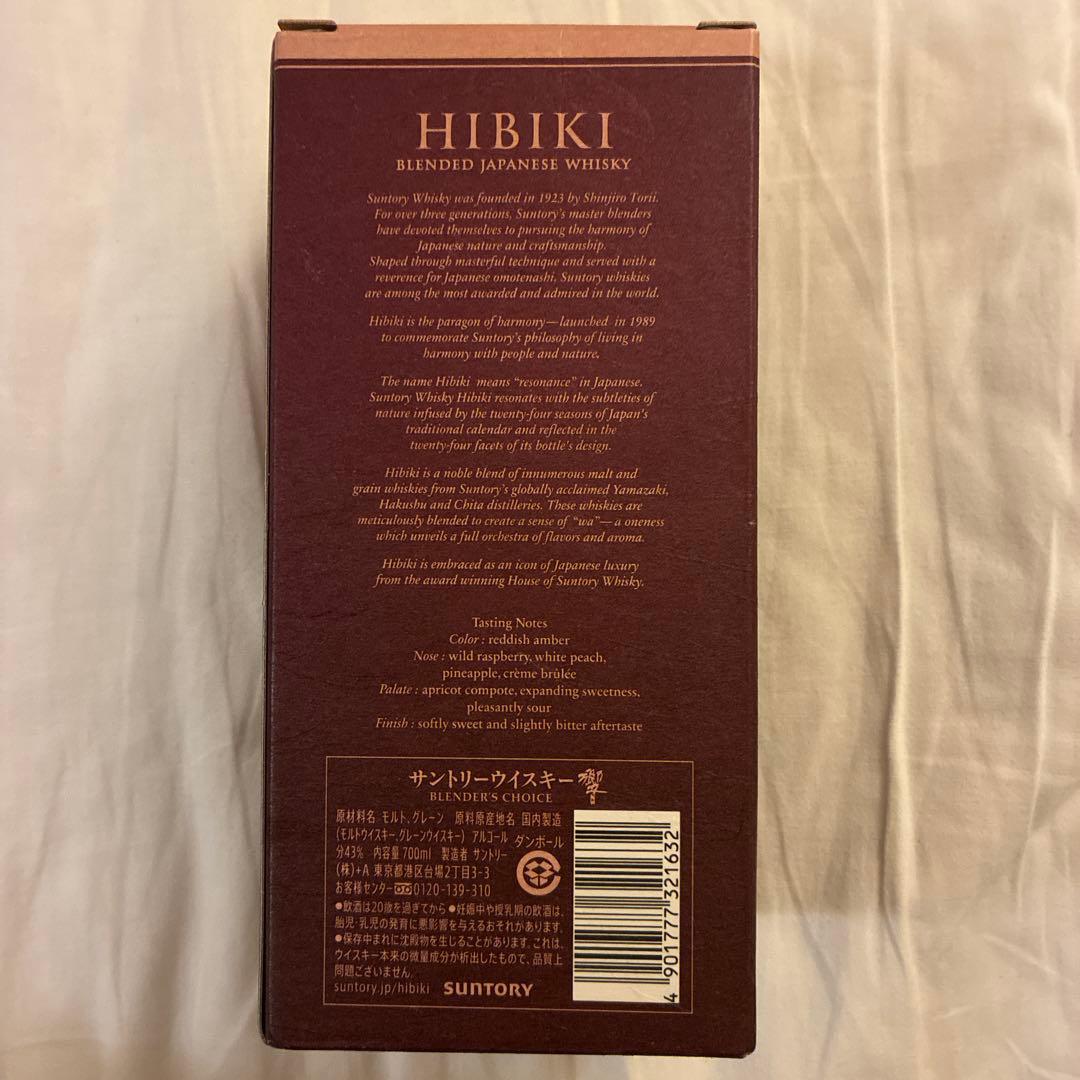 HIBIKI
BLENDED JAPANESE WHISKY
Suntory Whisky was founded in 1923 by Shinjiro Torii.
For over three generations, Suntory's master blenders
have devoted themselves to pursuing the harmony of
Japanese nature and craftsmanship.
Shaped through masterful technique and served with a
reverence for Japanese omotenashi, Suntory whiskies
are among the most awarded and admired in the world.
Hibiki is the paragon of harmony—launched in 1989
to commemorate Suntory's philosophy of living in
harmony with people and nature.
The name Hibiki means "resonance" in Japanese.
Suntory Whisky Hibiki resonates with the subtleties of
nature infused by the twenty-four seasons of Japan's
traditional calendar and reflected in the
twenty-four facets of its bottle's design.
Hibiki is a noble blend of innumerous malt and
grain whiskies from Suntory's globally acclaimed Yamazaki,
Hakushu and Chita distilleries. These whiskies are
meticulously blended to create a sense of "wa"— a oneness
which unveils a full orchestra of flavors and aroma.
Hibiki is embraced as an icon of Japanese luxury
from the award winning House of Suntory Whisky.
Tasting Notes
Color : reddish amber
Nose : wild raspberry, white peach,
pineapple, crème brûlée
Palate : apricot compote, expanding sweetness,
pleasantly sour
Finish : softly sweet and slightly bitter aftertaste
サントリーウイスキー 響
BLENDER'S CHOICE
原材料名 モルト、グレーン 原料原産地名 国内製造
(モルトウイスキー、グレーンウイスキー) アルコール
分43% 内容量700ml 製造者 サントリー
(株)+A 東京都港区台場2丁目3-3
お客様センター 0120-139-310
ダンボール
●飲酒は20歳を過ぎてから ●妊娠中や授乳期の飲酒は、
胎児・乳児の発育に悪影響を与えるおそれがあります。
●保存中まれに沈殿物を生じることがあります。これは、
ウイスキー本来の微量成分が析出したもので、品質上
問題ございません。
suntory.jp/hibiki SUNTORY
4 901777 321632